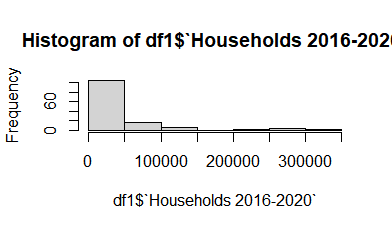 Histogram of df1$`Households 2016-2020
Frequency
60
0
0 100000 200000 300000
df1$`Households 2016-2020`